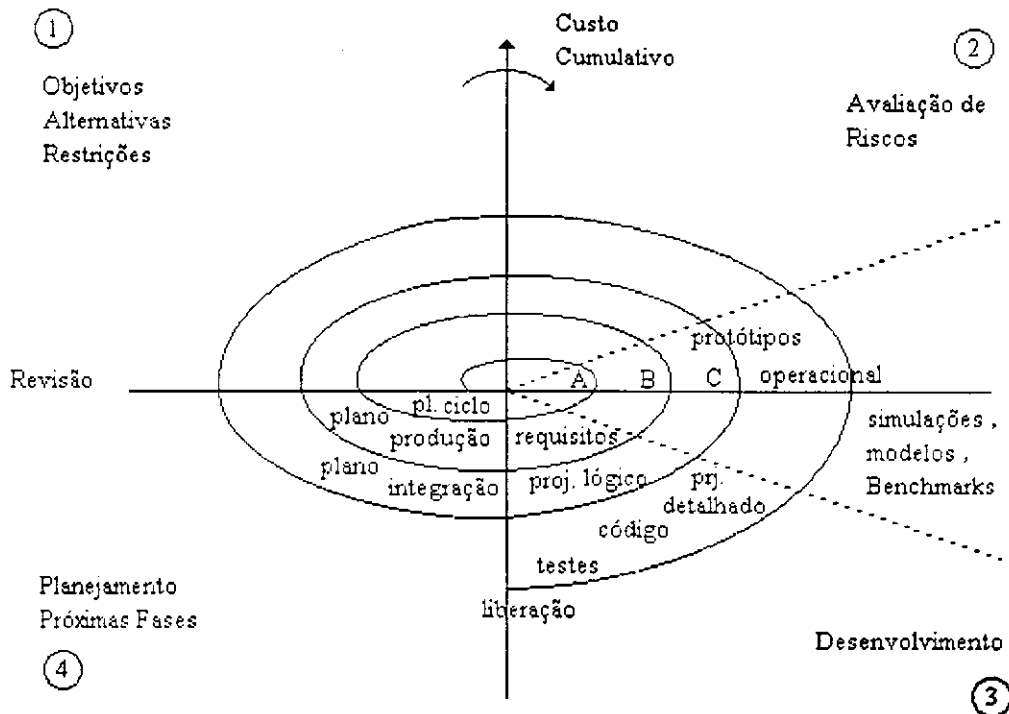 1
Objetivos
Alternativas
Restrições
Custo
Cumulativo
2
Avaliação de
Riscos
protótipos
Revisão
A
B
C
operacional
pl. ciclo
plano
produção
requisitos
simulações ,
modelos ,
Benchmarks
plano
integração
proj. lógico
prj.
detalhado
código
testes
liberação
Planejamento
Próximas Fases
4
Desenvolvimento
3